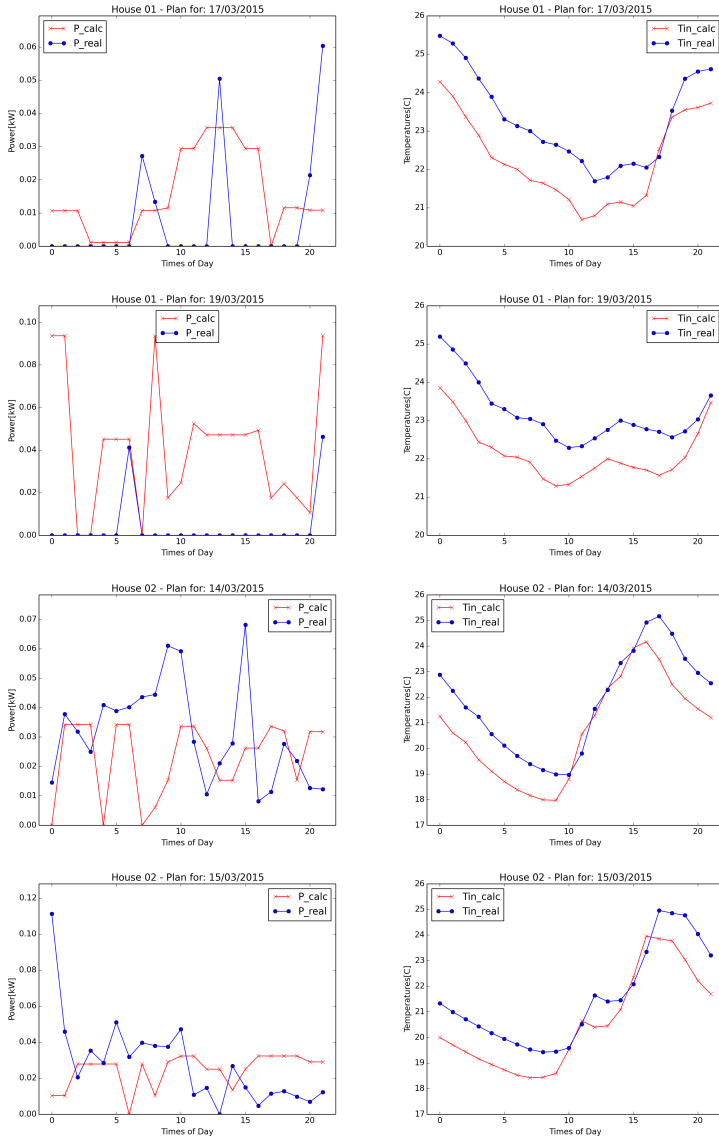 House 01 - Plan for: 17/03/2015
P_calc
P_real
Power[kW]
0.06
0.05
0.04
0.03
0.02
0.01
0.00
0 5 10 15 20
Times of Day
House 01 - Plan for: 17/03/2015
Tin_calc
Tin_real
Temperatures[C]
26
25
24
23
22
21
20
0 5 10 15 20
Times of Day
House 01 - Plan for: 19/03/2015
P_calc
P_real
Power[kW]
0.10
0.08
0.06
0.04
0.02
0.00
0 5 10 15 20
Times of Day
House 01 - Plan for: 19/03/2015
Tin_calc
Tin_real
Temperatures[C]
26
25
24
23
22
21
20
0 5 10 15 20
Times of Day
House 02 - Plan for: 14/03/2015
P_calc
P_real
Power[kW]
0.07
0.06
0.05
0.04
0.03
0.02
0.01
0.00
0 5 10 15 20
Times of Day
House 02 - Plan for: 14/03/2015
Tin_calc
Tin_real
Temperatures[C]
26
25
24
23
22
21
20
19
18
17
0 5 10 15 20
Times of Day
House 02 - Plan for: 15/03/2015
P_calc
P_real
Power[kW]
0.12
0.10
0.08
0.06
0.04
0.02
0.00
0 5 10 15 20
Times of Day
House 02 - Plan for: 15/03/2015
Tin_calc
Tin_real
Temperatures[C]
26
25
24
23
22
21
20
19
18
17
0 5 10 15 20
Times of Day